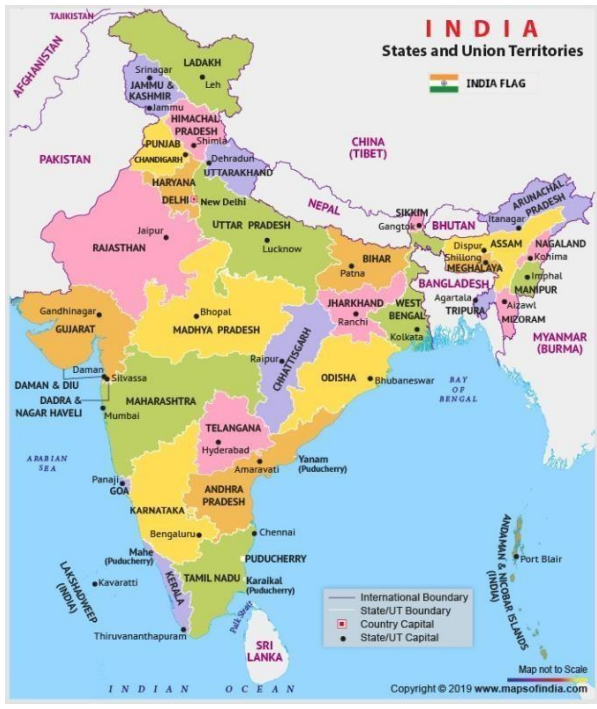 INDIA
States and Union Territories
INDIA FLAG
TAJIKISTAN
AFGHANISTAN
PAKISTAN
CHINA
(TIBET)
NEPAL
BHUTAN
BANGLADESH
MYANMAR
(BURMA)
SRI
LANKA
LADAKH
Leh
Srinagar
JAMMU &
KASHMIR
Jammu
HIMACHAL
PRADESH
Shimla
PUNJAB
CHANDIGARH
Dehradun
UTTARAKHAND
HARYANA
DELHI
New Delhi
UTTAR PRADESH
Lucknow
Jaipur
RAJASTHAN
BIHAR
Patna
SIKKIM
Gangtok
ARUNACHAL
PRADESH
Itanagar
Dispur
ASSAM
NAGALAND
Kohima
Shillong
MEGHALAYA
Imphal
MANIPUR
Agartala
TRIPURA
Aizawl
MIZORAM
Gandhinagar
GUJARAT
Bhopal
MADHYA PRADESH
JHARKHAND
Ranchi
WEST
BENGAL
Kolkata
Raipur
CHHATTISGARH
ODISHA
Bhubaneswar
Daman
Silvassa
DAMAN & DIU
DADRA &
NAGAR HAVELI
MAHARASHTRA
Mumbai
TELANGANA
Hyderabad
Amaravati
Yanam
(Puducherry)
ANDHRA
PRADESH
Panaji
GOA
KARNATAKA
Bengaluru
Chennai
Mahe
(Puducherry)
PUDUCHERRY
KERALA
TAMIL NADU
Karaikal
(Puducherry)
Thiruvananthapuram
LAKSHADWEEP
(INDIA)
Kavaratti
Palk Strait
ANDAMAN & NICOBAR ISLANDS
(INDIA)
Port Blair
ARABIAN
SEA
BAY
OF
BENGAL
INDIAN OCEAN
International Boundary
State/UT Boundary
Country Capital
State/UT Capital
Map not to Scale
Copyright © 2019 www.mapsofindia.com